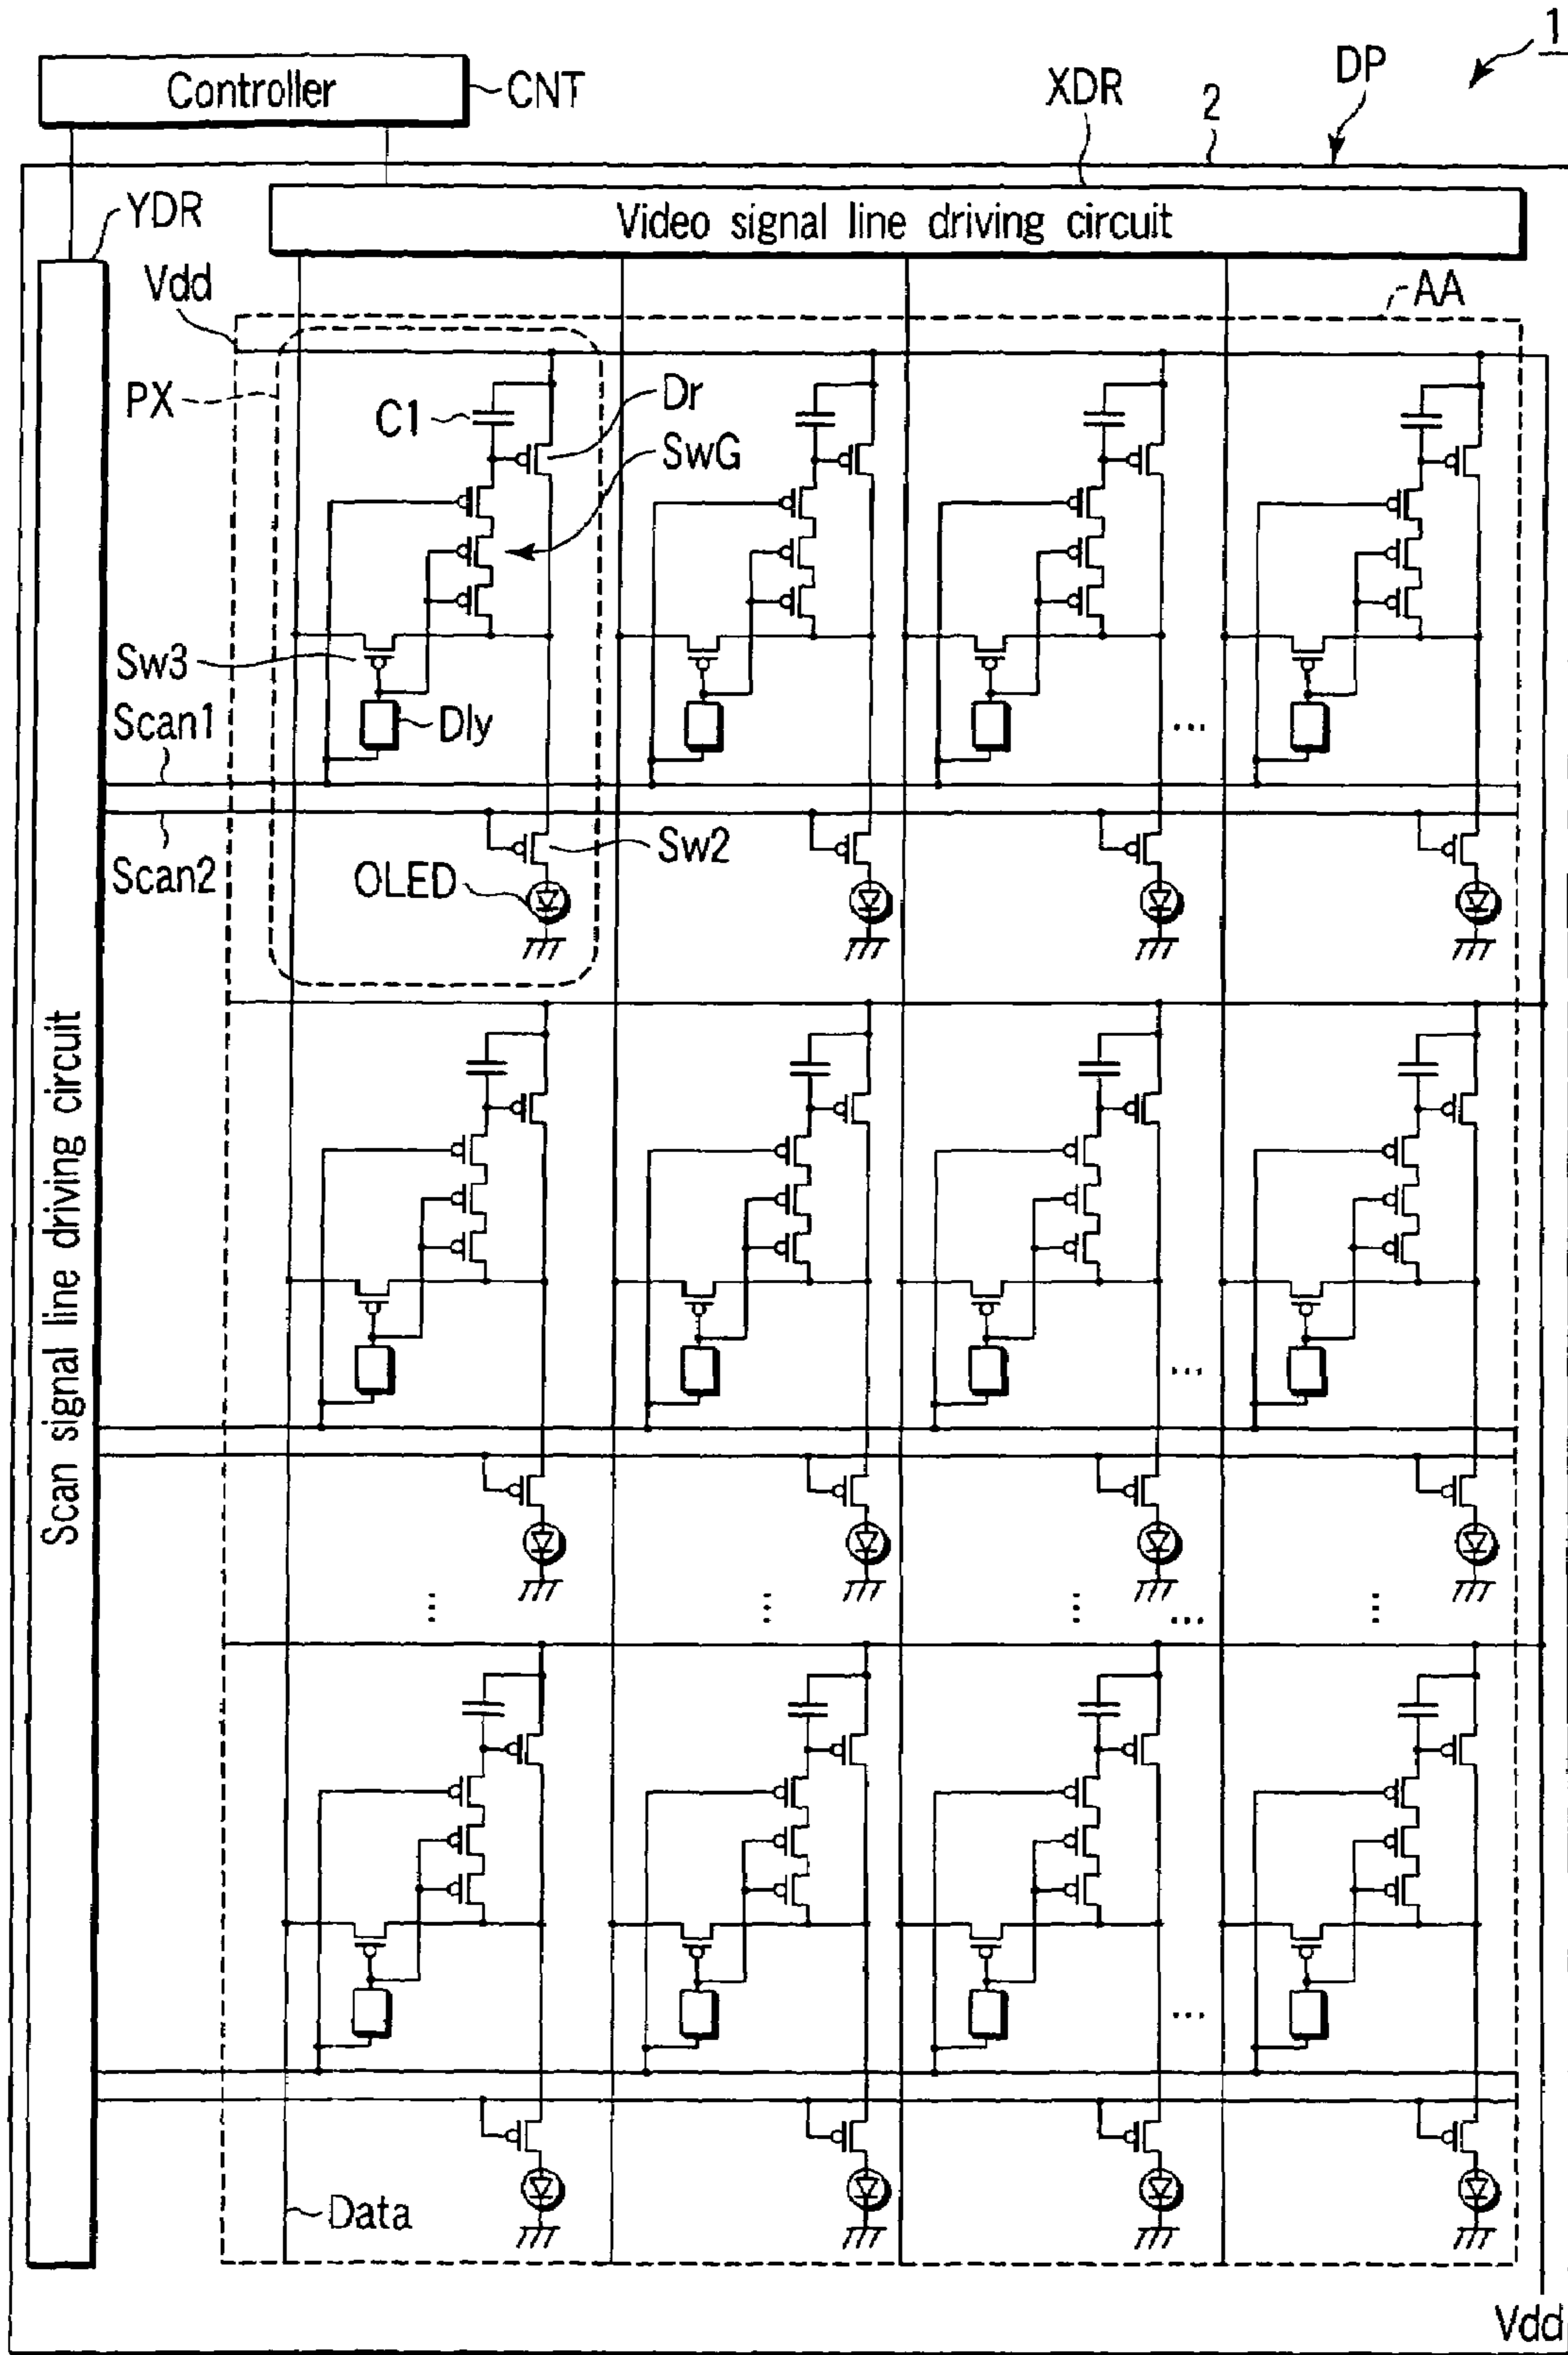 1
Controller
CNT
XDR
2
DP
YDR
Video signal line driving circuit
Vdd
AA
PX
C1
Dr
SwG
Sw3
Scan1
Dly
...
Scan2
OLED
Sw2
Scan signal line driving circuit
...
...
...
...
...
...
...
Data
Vdd